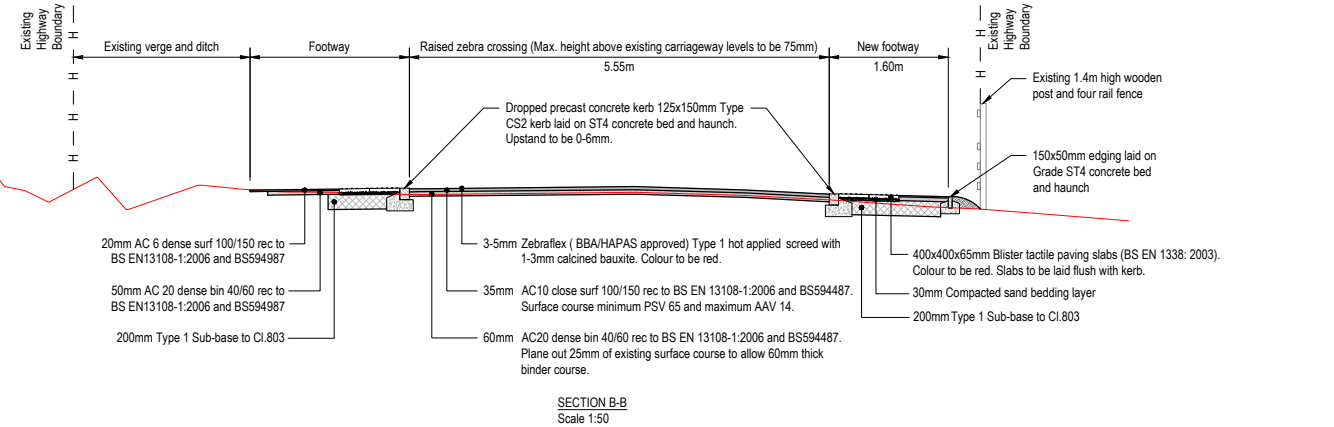 Existing
Highway
Boundary
Existing verge and ditch
Footway
Raised zebra crossing (Max. height above existing carriageway levels to be 75mm)
5.55m
New footway
1.60m
Existing
Highway
Boundary
H
H
H
H
H
H
H
Existing 1.4m high wooden
post and four rail fence
Dropped precast concrete kerb 125x150mm Type
CS2 kerb laid on ST4 concrete bed and haunch.
Upstand to be 0-6mm.
150x50mm edging laid on
Grade ST4 concrete bed
and haunch
20mm AC 6 dense surf 100/150 rec to
BS EN13108-1:2006 and BS594987
50mm AC 20 dense bin 40/60 rec to
BS EN13108-1:2006 and BS594987
200mm Type 1 Sub-base to Cl.803
3-5mm Zebraflex ( BBA/HAPAS approved) Type 1 hot applied screed with
1-3mm calcined bauxite. Colour to be red.
35mm AC10 close surf 100/150 rec to BS EN 13108-1:2006 and BS594487.
Surface course minimum PSV 65 and maximum AAV 14.
60mm AC20 dense bin 40/60 rec to BS EN 13108-1:2006 and BS594487.
Plane out 25mm of existing surface course to allow 60mm thick
binder course.
400x400x65mm Blister tactile paving slabs (BS EN 1338: 2003).
Colour to be red. Slabs to be laid flush with kerb.
30mm Compacted sand bedding layer
200mm Type 1 Sub-base to Cl.803
SECTION B-B
Scale 1:50